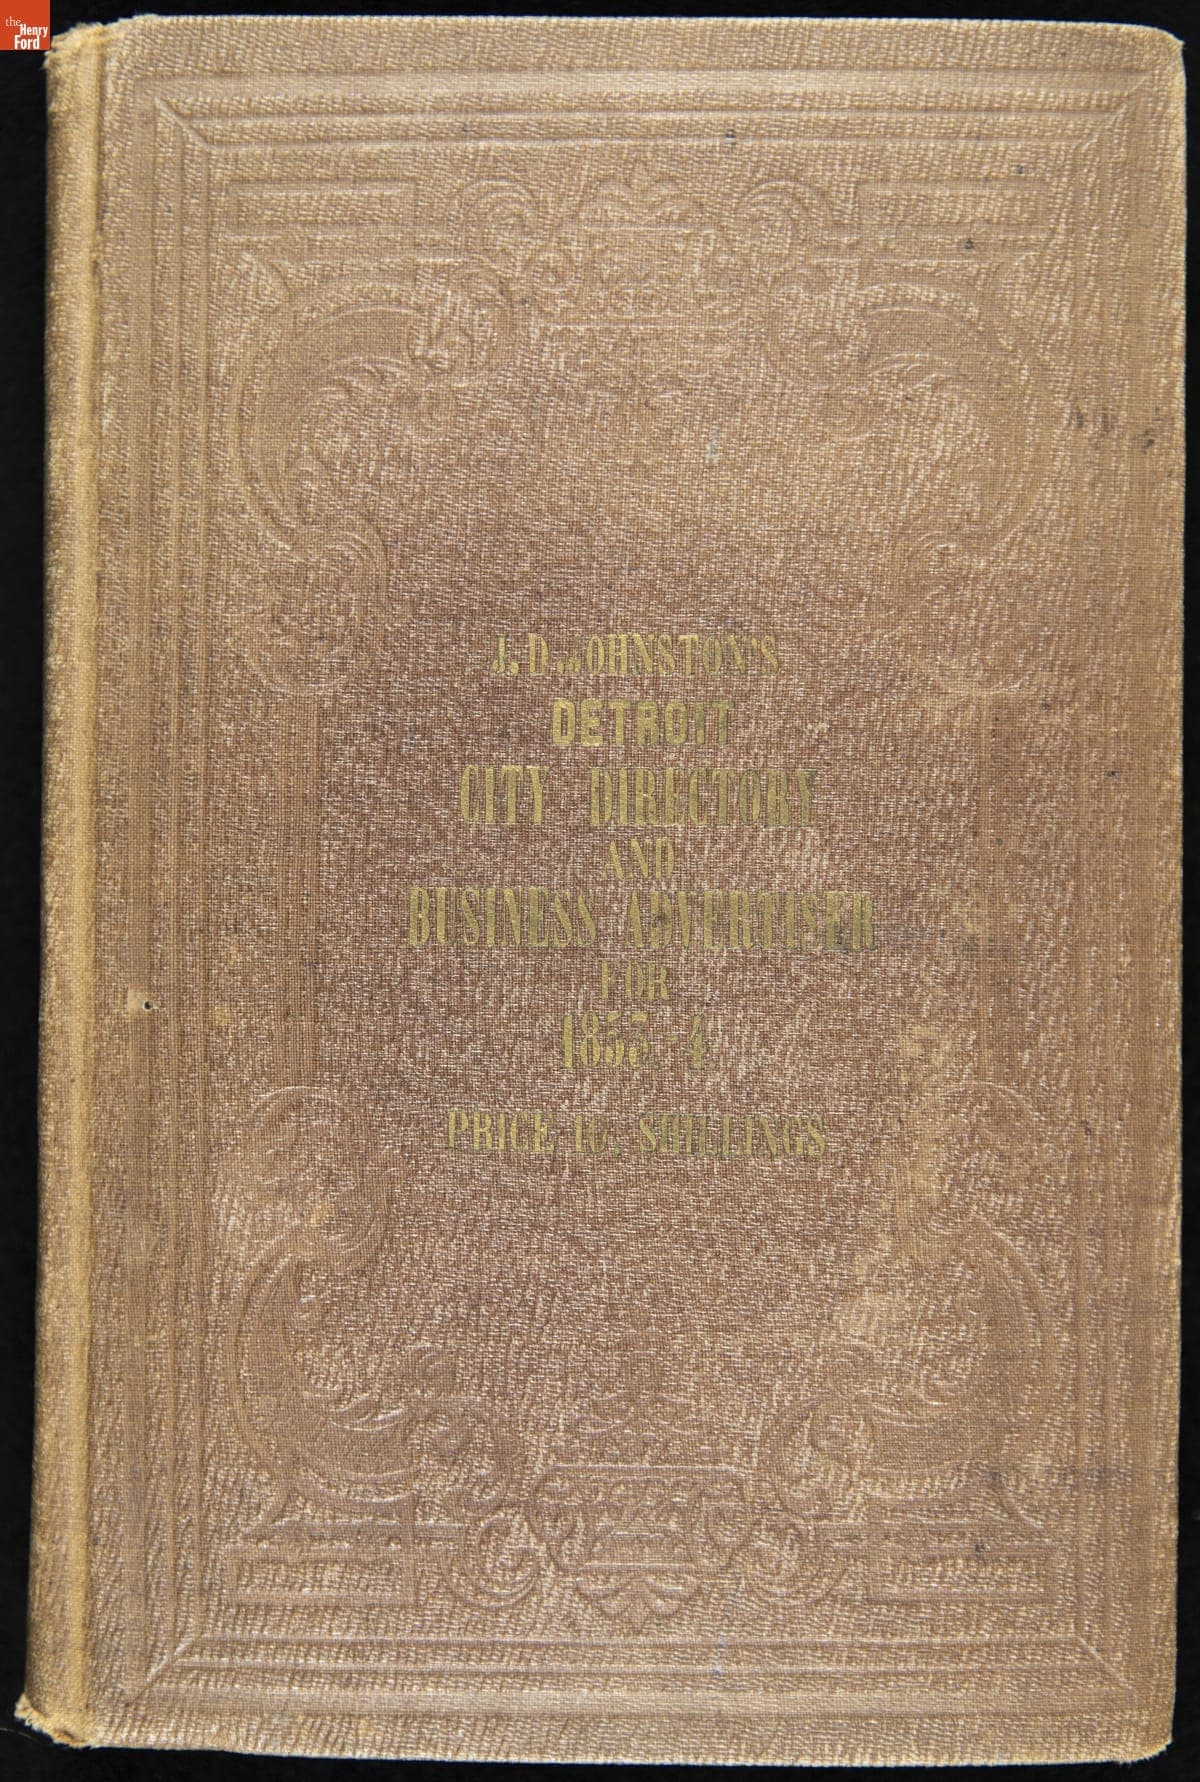 the
Henry
Ford
J. D. JOHNSTON'S
DETROIT
CITY DIRECTORY
AND
BUSINESS ADVERTISER
FOR
1853-4
PRICE 10 SHILLINGS